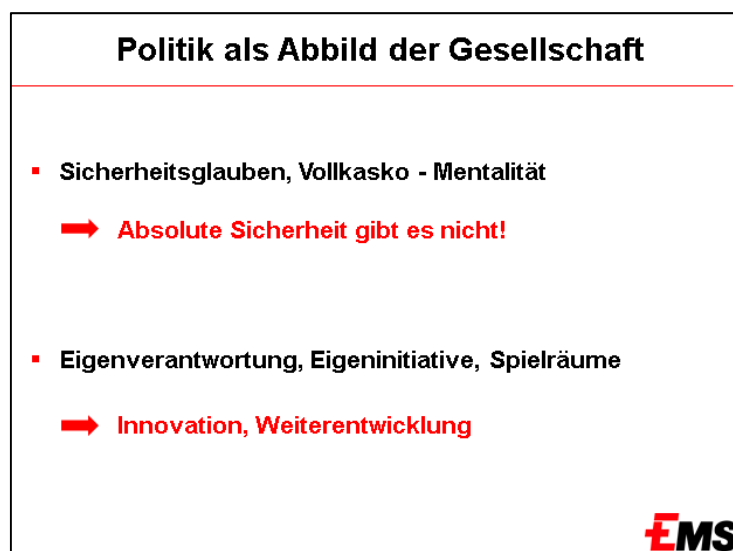 Politik als Abbild der Gesellschaft
Sicherheitsglauben, Vollkasko - Mentalität
Absolute Sicherheit gibt es nicht!
Eigenverantwortung, Eigeninitiative, Spielräume
Innovation, Weiterentwicklung
EMS